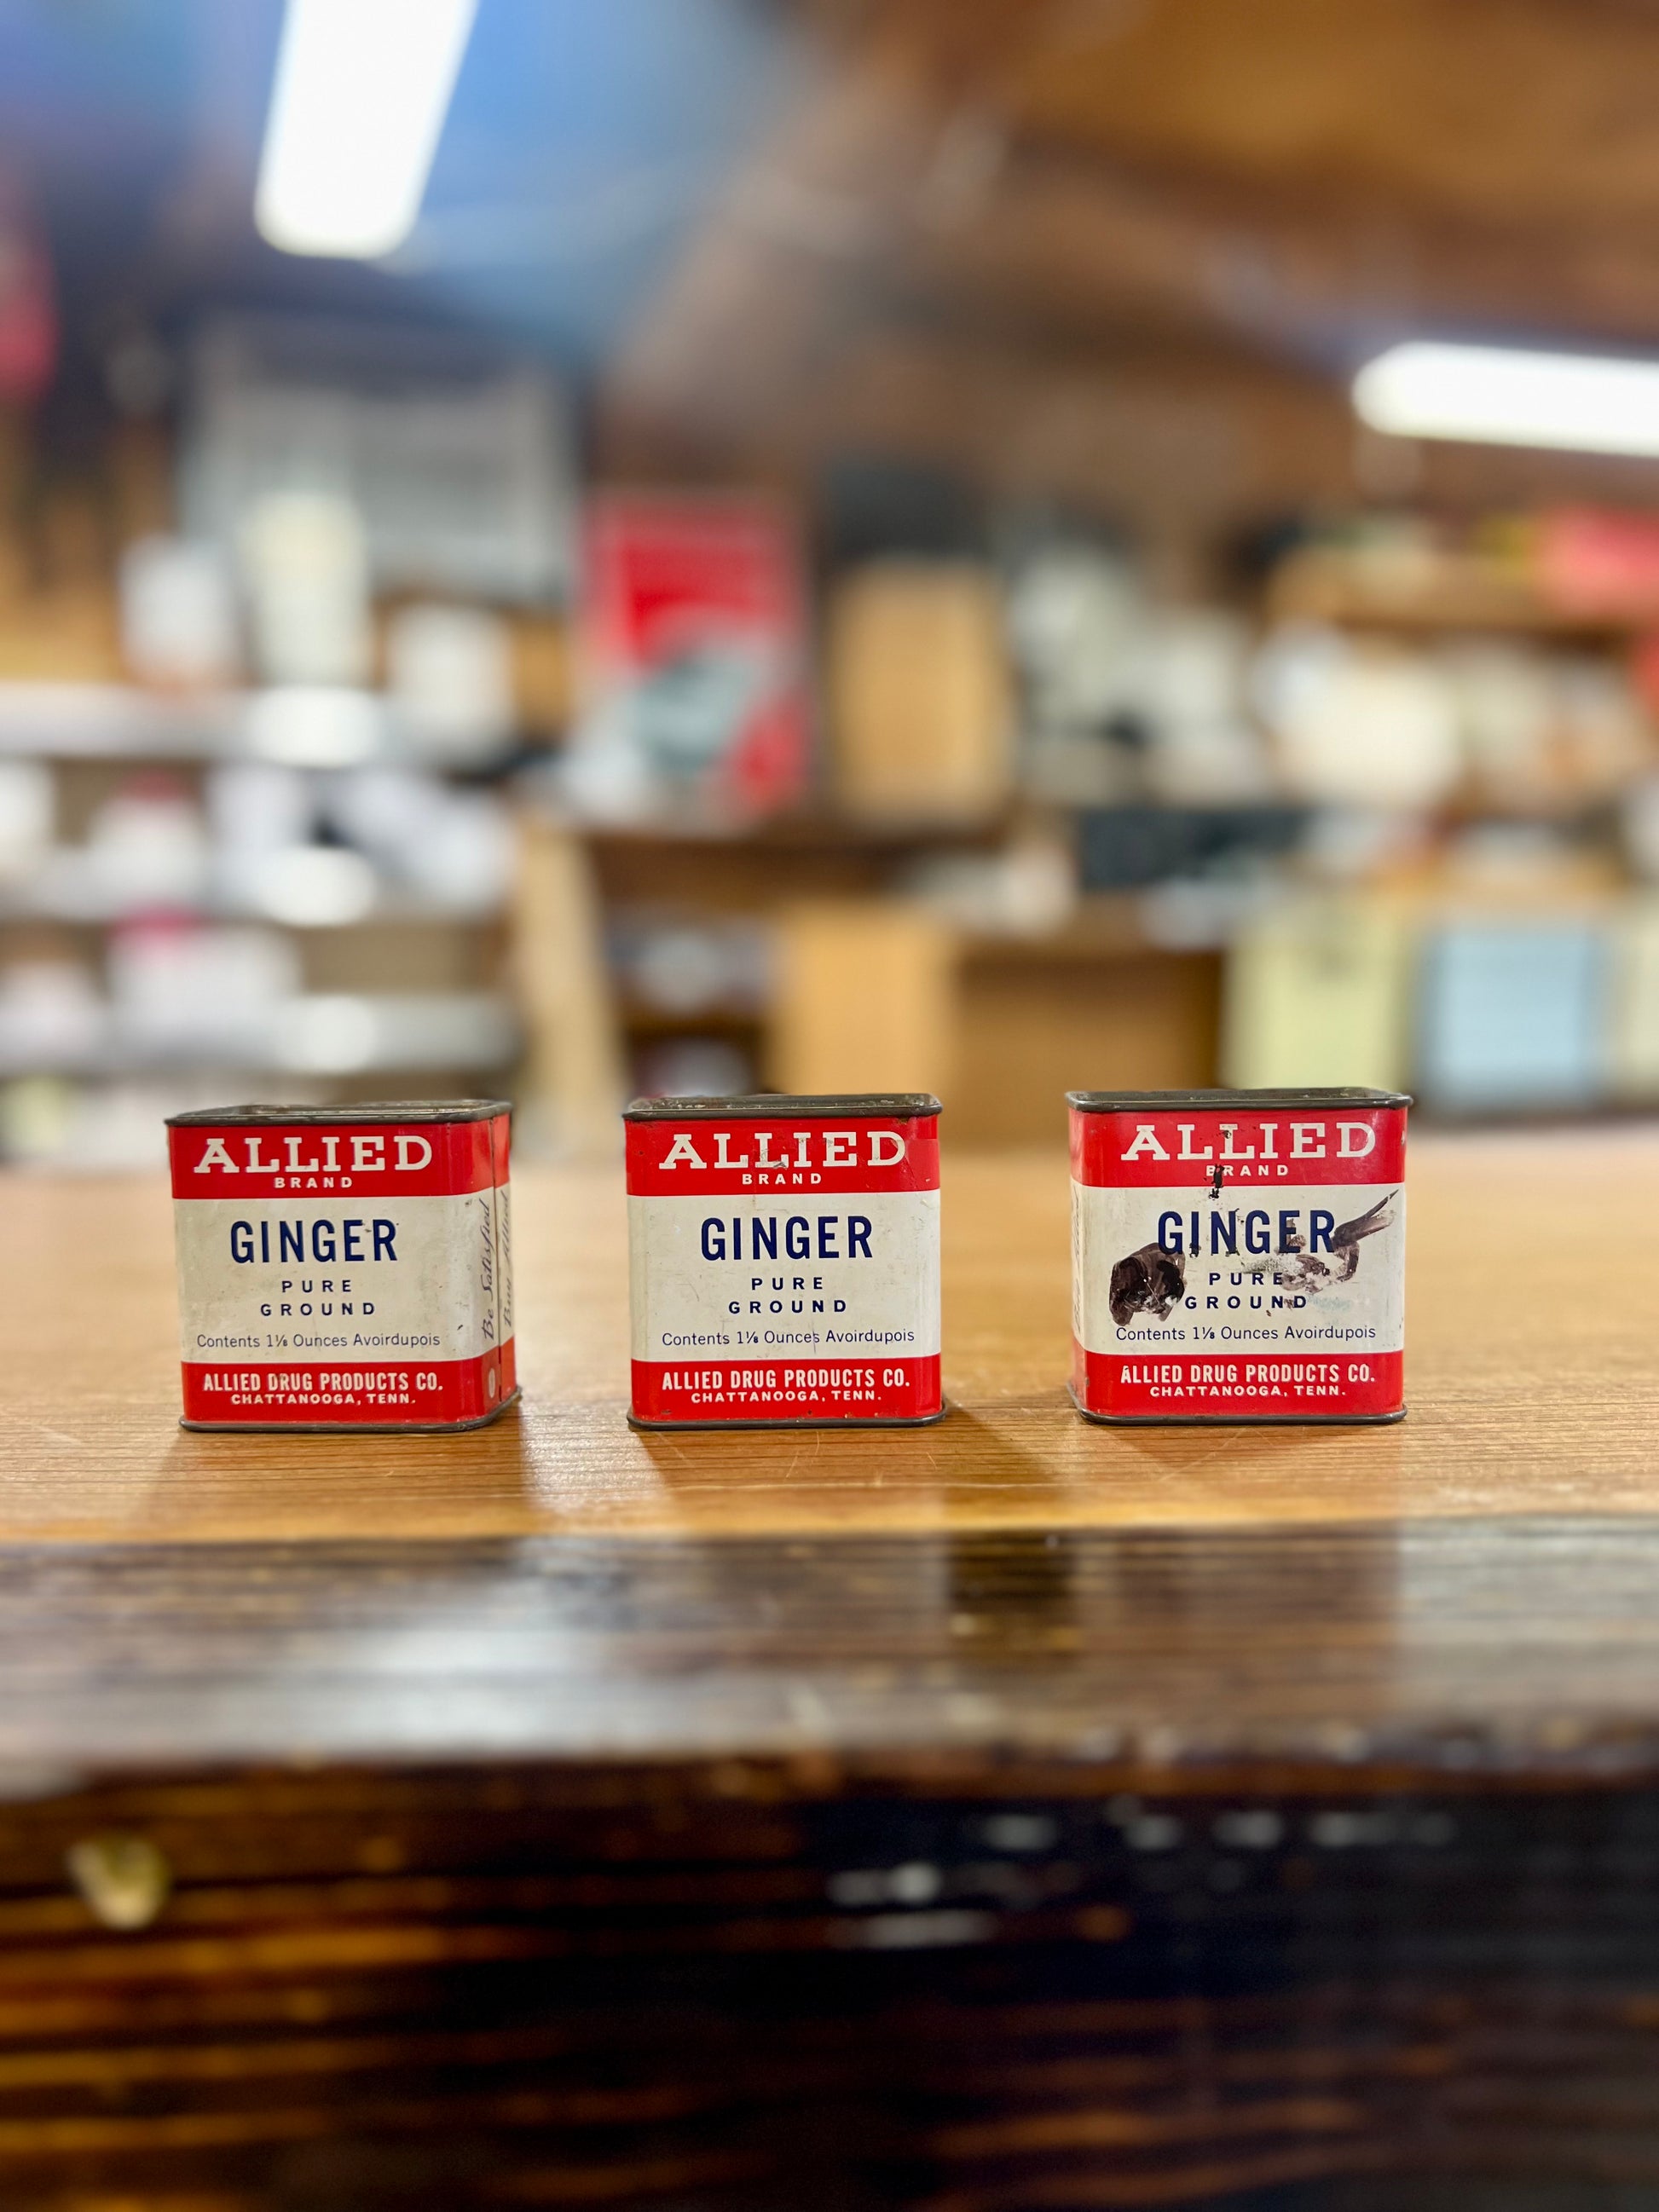 ALLIED
BRAND
GINGER
PURE
GROUND
Contents 1⅛ Ounces Avoirdupois
ALLIED DRUG PRODUCTS CO.
CHATTANOOGA, TENN.
Be Satisfied
Buy Allied
ALLIED
BRAND
GINGER
PURE
GROUND
Contents 1⅛ Ounces Avoirdupois
ALLIED DRUG PRODUCTS CO.
CHATTANOOGA, TENN.
ALLIED
BRAND
GINGER
PURE
GROUND
Contents 1⅛ Ounces Avoirdupois
ALLIED DRUG PRODUCTS CO.
CHATTANOOGA, TENN.